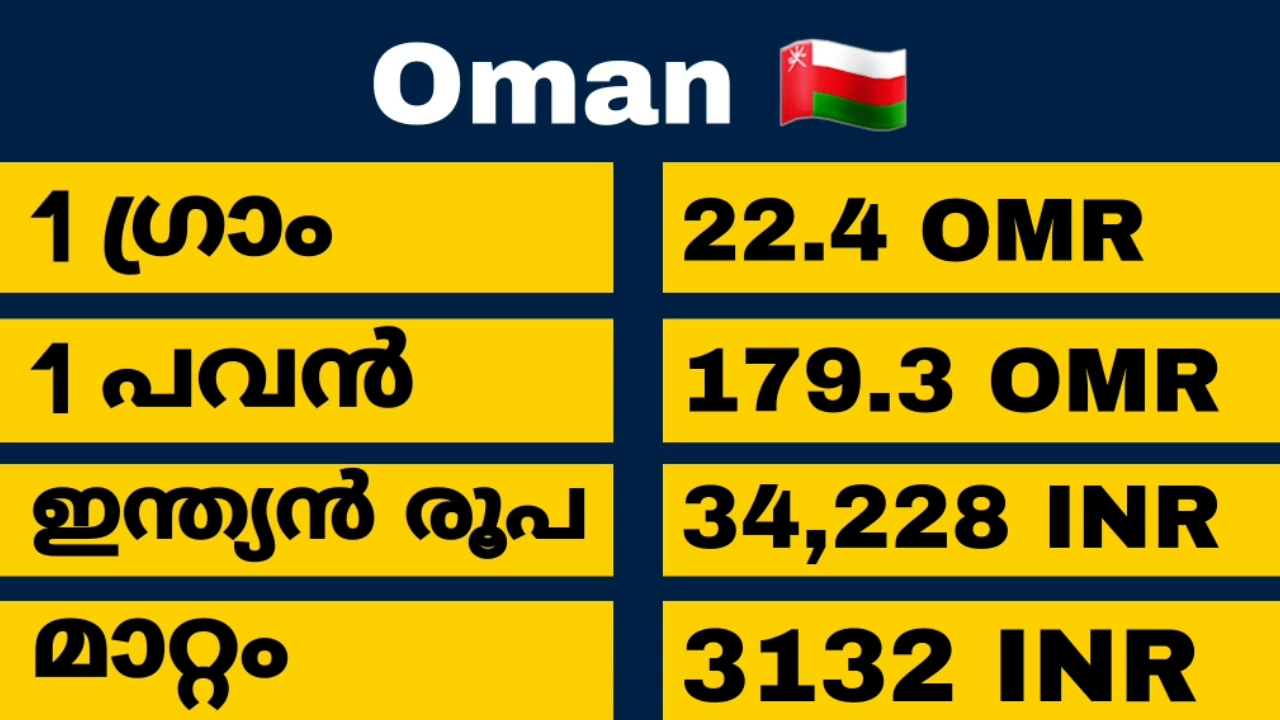 Oman 🇴🇲
1 ഗ്രാം
22.4 OMR
1 പവൻ
179.3 OMR
ഇന്ത്യൻ രൂപ
34,228 INR
മാറ്റം
3132 INR